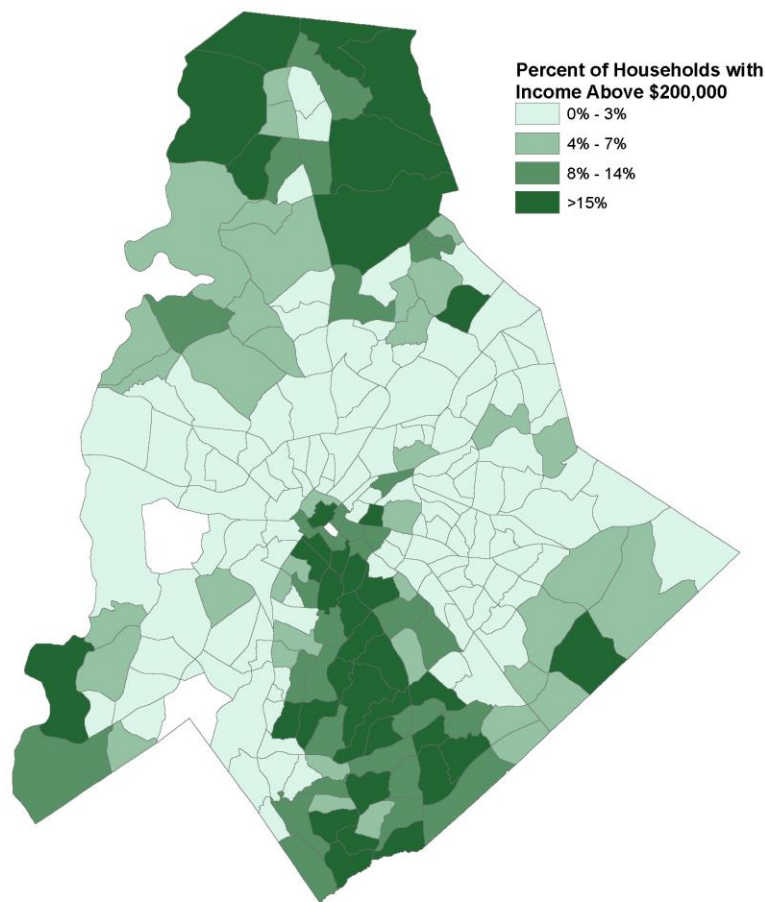 Percent of Households with
Income Above $200,000
0% - 3%
4% - 7%
8% - 14%
>15%